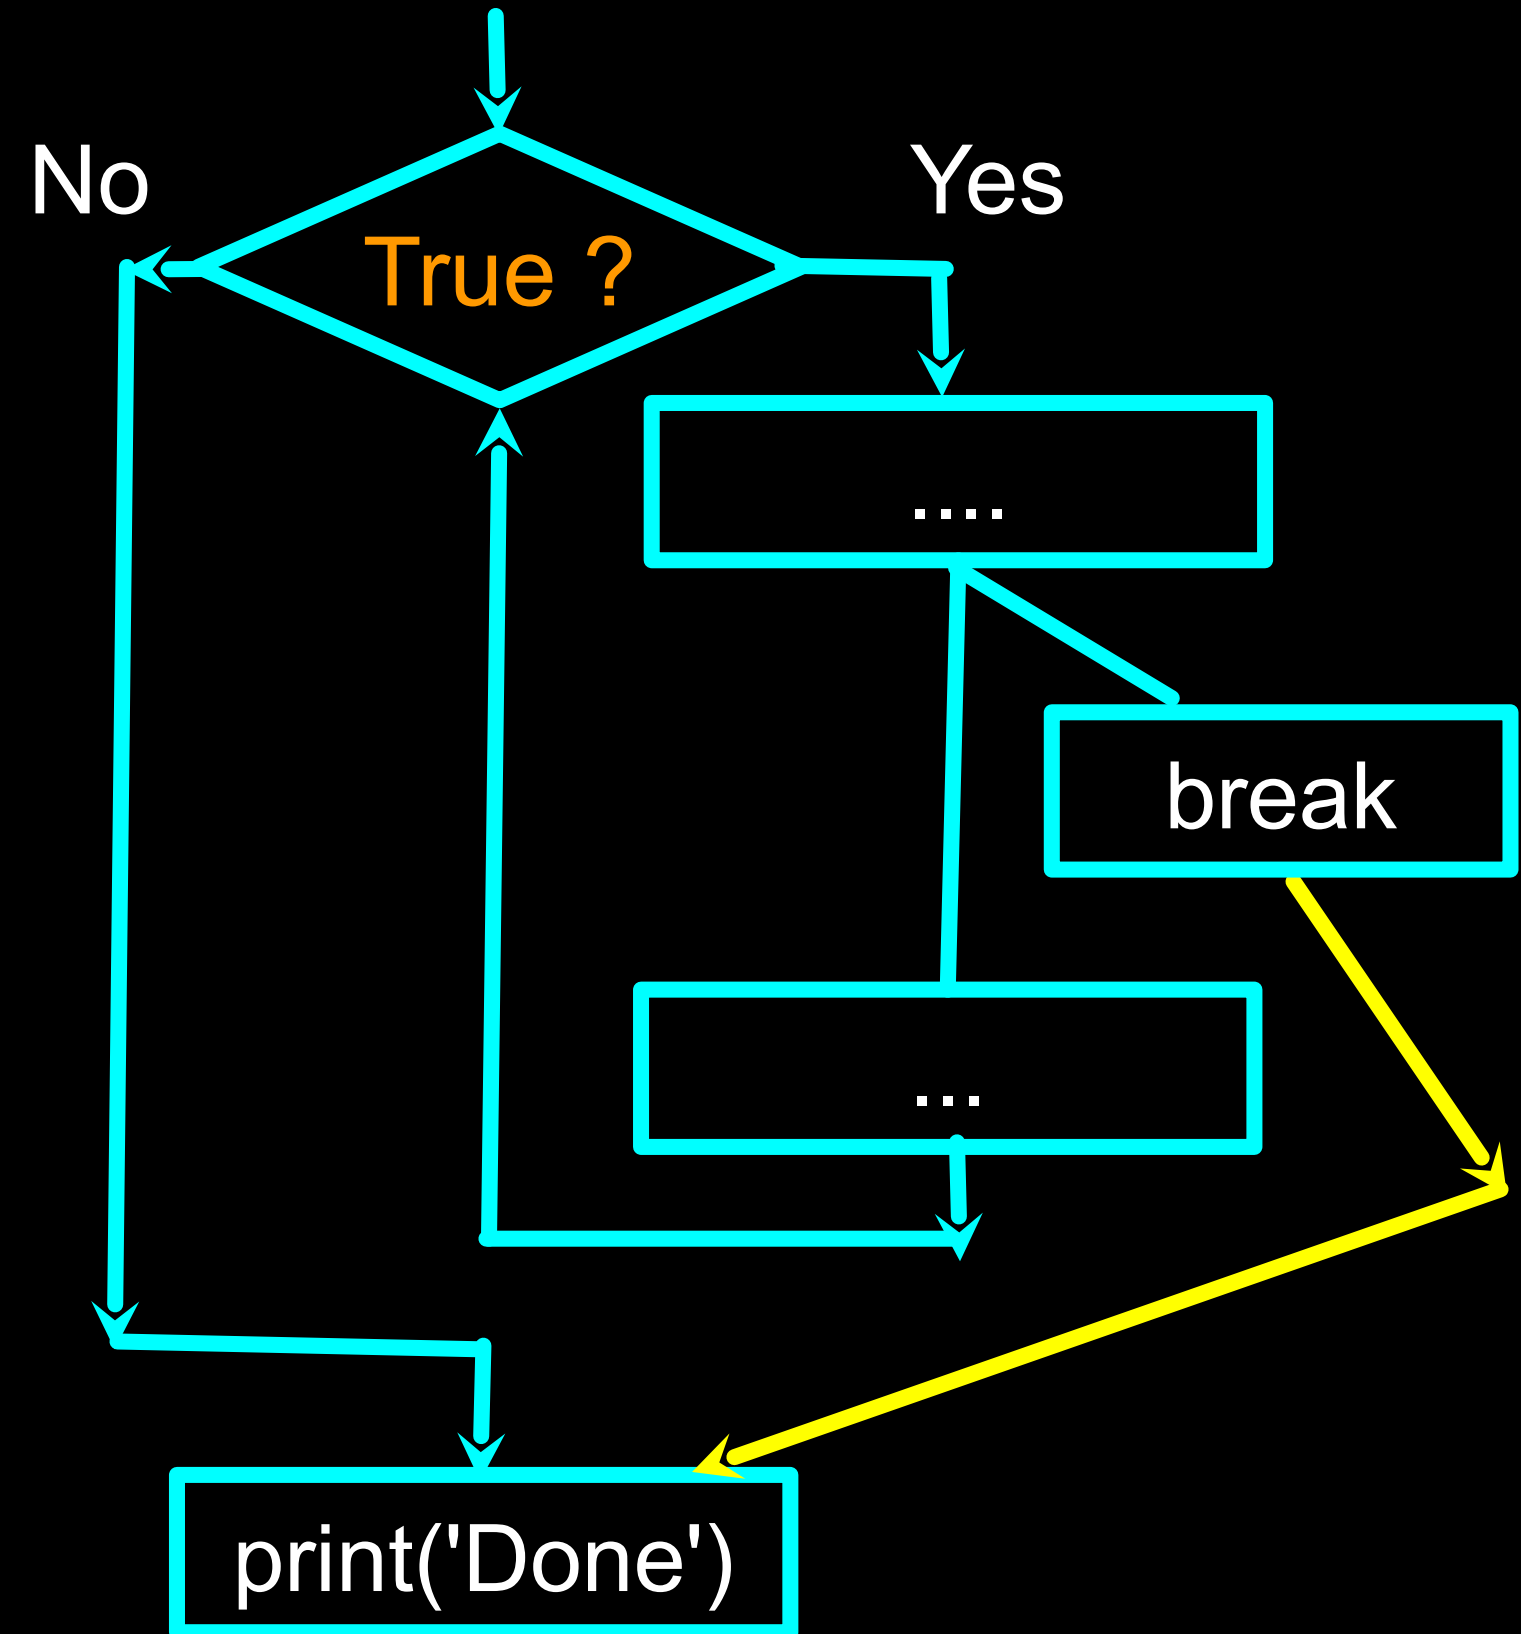 No
Yes
True ?
....
break
...
print('Done')